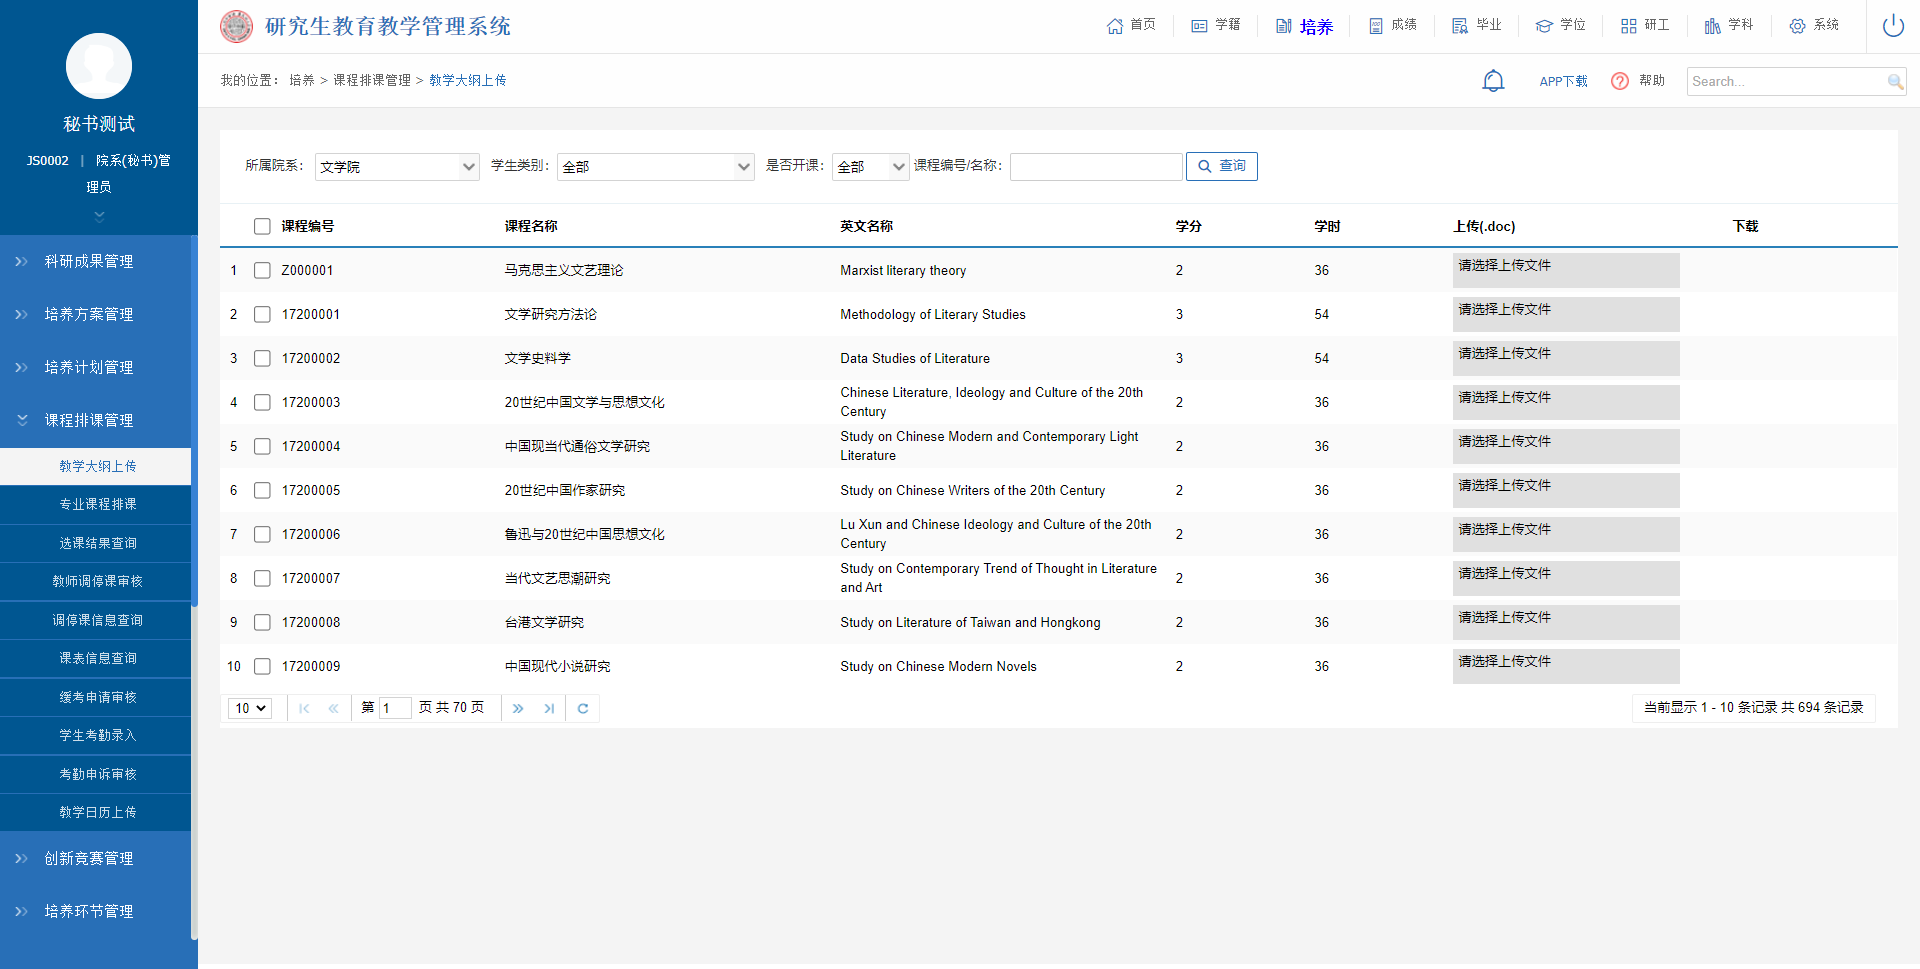 研究生教育教学管理系统
首页
学籍
培养
成绩
毕业
学位
研工
学科
系统
秘书测试
JS0002 | 院系(秘书)管
理员
我的位置： 培养 > 课程排课管理 > 教学大纲上传
APP下载
帮助
Search...
科研成果管理
培养方案管理
培养计划管理
课程排课管理
教学大纲上传
专业课程排课
选课结果查询
教师调停课审核
调停课信息查询
课表信息查询
缓考申请审核
学生考勤录入
考勤申诉审核
教学日历上传
创新竞赛管理
培养环节管理
所属院系： 文学院 学生类别： 全部 是否开课： 全部 课程编号/名称： 查询
课程编号 课程名称 英文名称 学分 学时 上传(.doc) 下载
1 Z000001 马克思主义文艺理论 Marxist literary theory 2 36 请选择上传文件
2 17200001 文学研究方法论 Methodology of Literary Studies 3 54 请选择上传文件
3 17200002 文学史料学 Data Studies of Literature 3 54 请选择上传文件
4 17200003 20世纪中国文学与思想文化 Chinese Literature, Ideology and Culture of the 20th
Century 2 36 请选择上传文件
5 17200004 中国现当代通俗文学研究 Study on Chinese Modern and Contemporary Light
Literature 2 36 请选择上传文件
6 17200005 20世纪中国作家研究 Study on Chinese Writers of the 20th Century 2 36 请选择上传文件
7 17200006 鲁迅与20世纪中国思想文化 Lu Xun and Chinese Ideology and Culture of the 20th
Century 2 36 请选择上传文件
8 17200007 当代文艺思潮研究 Study on Contemporary Trend of Thought in Literature
and Art 2 36 请选择上传文件
9 17200008 台港文学研究 Study on Literature of Taiwan and Hongkong 2 36 请选择上传文件
10 17200009 中国现代小说研究 Study on Chinese Modern Novels 2 36 请选择上传文件
10 第 1 页 共 70 页
当前显示 1 - 10 条记录 共 694 条记录